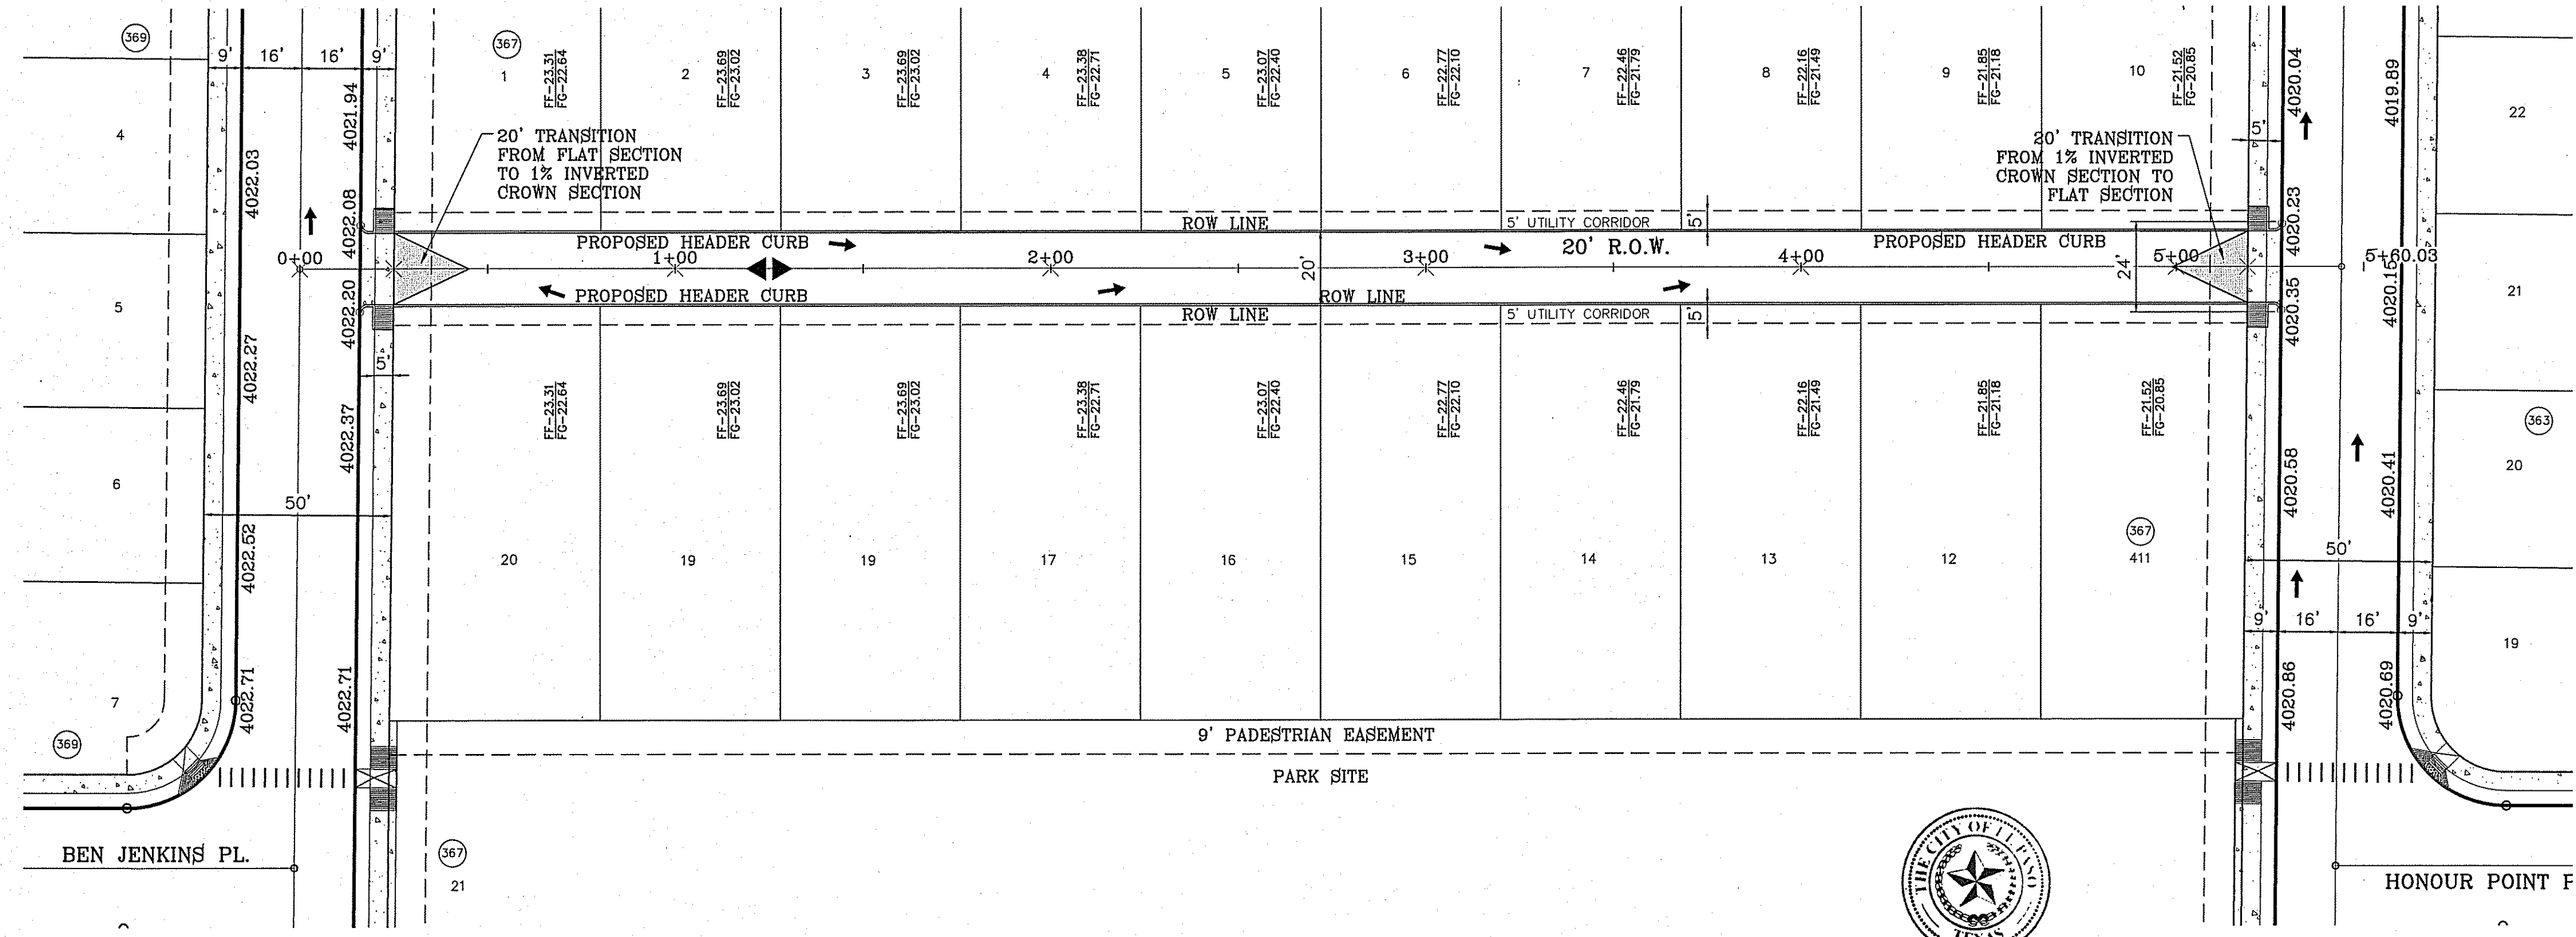 369
9' 16' 16' 9'
367
1 2 3 4 5 6 7 8 9 10
FF-23.31
FG-22.64
FF-23.69
FG-23.02
FF-23.69
FG-23.02
FF-23.38
FG-22.71
FF-23.07
FG-22.40
FF-22.77
FG-22.10
FF-22.46
FG-21.79
FF-22.16
FG-21.49
FF-21.85
FG-21.18
FF-21.52
FG-20.85
4020.04
4019.89
22
4
4022.03
4021.94
20' TRANSITION
FROM FLAT SECTION
TO 1% INVERTED
CROWN SECTION
20' TRANSITION
FROM 1% INVERTED
CROWN SECTION TO
FLAT SECTION
5'
4022.08
ROW LINE
5' UTILITY CORRIDOR
5'
4020.23
PROPOSED HEADER CURB
20' R.O.W.
PROPOSED HEADER CURB
0+00 1+00 2+00 3+00 4+00 5+00 5+60.03
20'
24'
4020.15
4022.20
PROPOSED HEADER CURB
ROW LINE
ROW LINE
5' UTILITY CORRIDOR
5'
4020.35
5
21
4022.27
5'
4022.37
FF-23.31
FG-22.64
FF-23.69
FG-23.02
FF-23.69
FG-23.02
FF-23.38
FG-22.71
FF-23.07
FG-22.40
FF-22.77
FG-22.10
FF-22.46
FG-21.79
FF-22.16
FG-21.49
FF-21.85
FG-21.18
FF-21.52
FG-20.85
363
6
50'
4020.58
4020.41
20
4022.52
367
20 19 19 17 16 15 14 13 12 411
50'
9' 16' 16' 9'
19
7
4022.71
4022.71
4020.86
4020.69
369
9' PADESTRIAN EASEMENT
PARK SITE
BEN JENKINS PL.
367
21
THE CITY OF EL PASO
TEXAS
HONOUR POINT